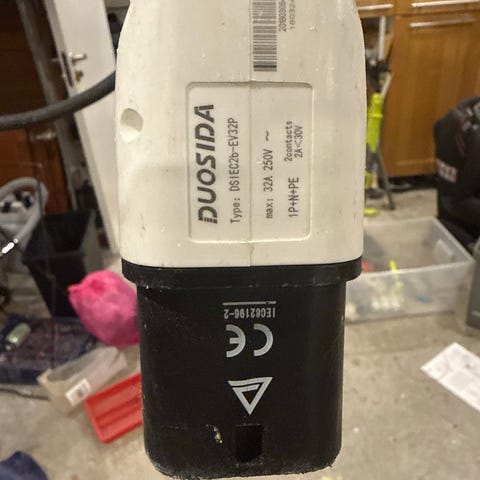 DUOSIDA
Type: DSIEC2b-EV32P
max: 32A 250V ~
1P+N+PE
2contacts
2A<30V
IEC62196-2
CE